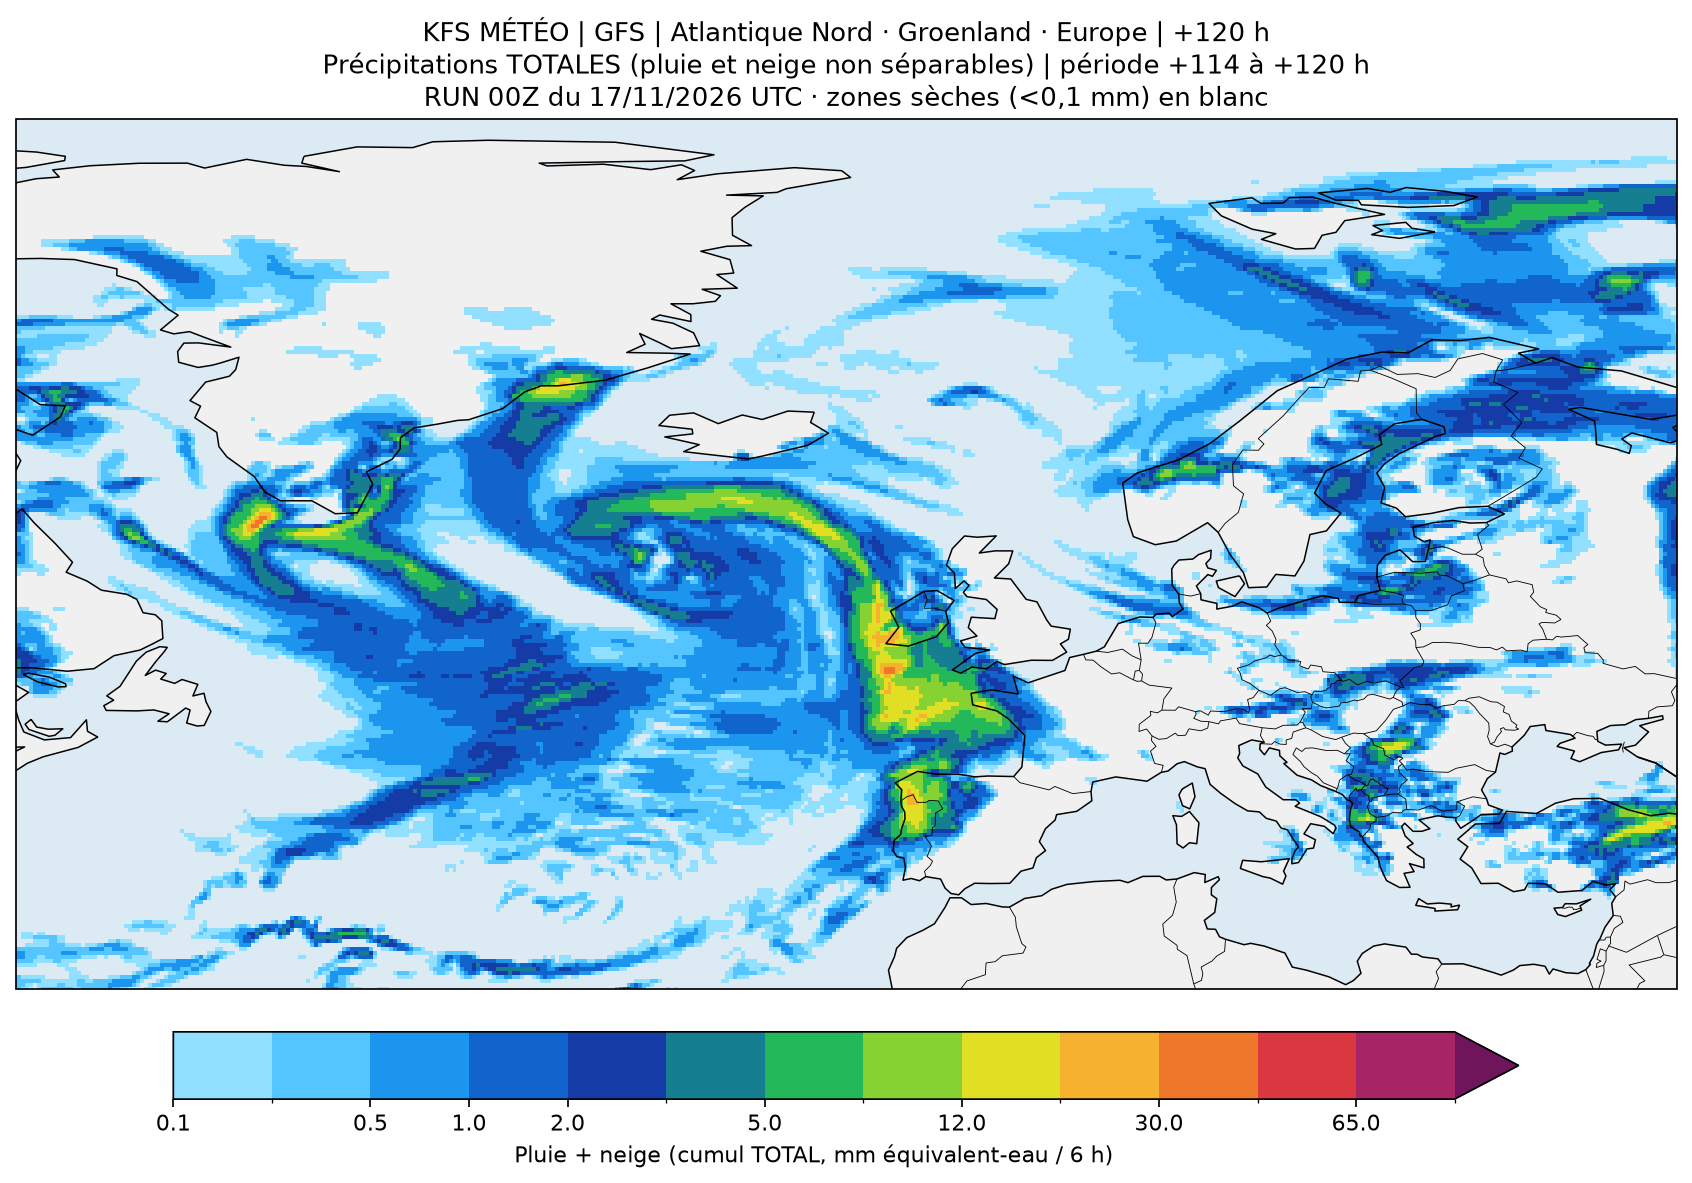 KFS MÉTÉO | GFS | Atlantique Nord · Groenland · Europe | +120 h
Précipitations TOTALES (pluie et neige non séparables) | période +114 à +120 h
RUN 00Z du 17/11/2026 UTC · zones sèches (<0,1 mm) en blanc
0.1 0.5 1.0 2.0 5.0 12.0 30.0 65.0
Pluie + neige (cumul TOTAL, mm équivalent-eau / 6 h)